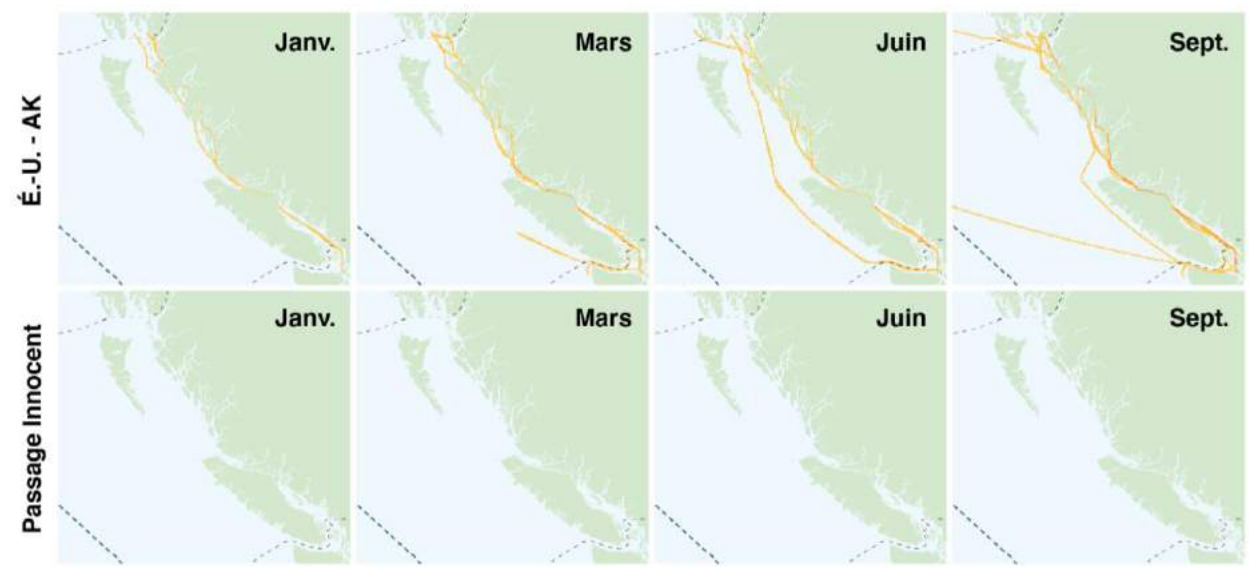 É.-U. - AK
Janv.
Mars
Juin
Sept.
Passage Innocent
Janv.
Mars
Juin
Sept.